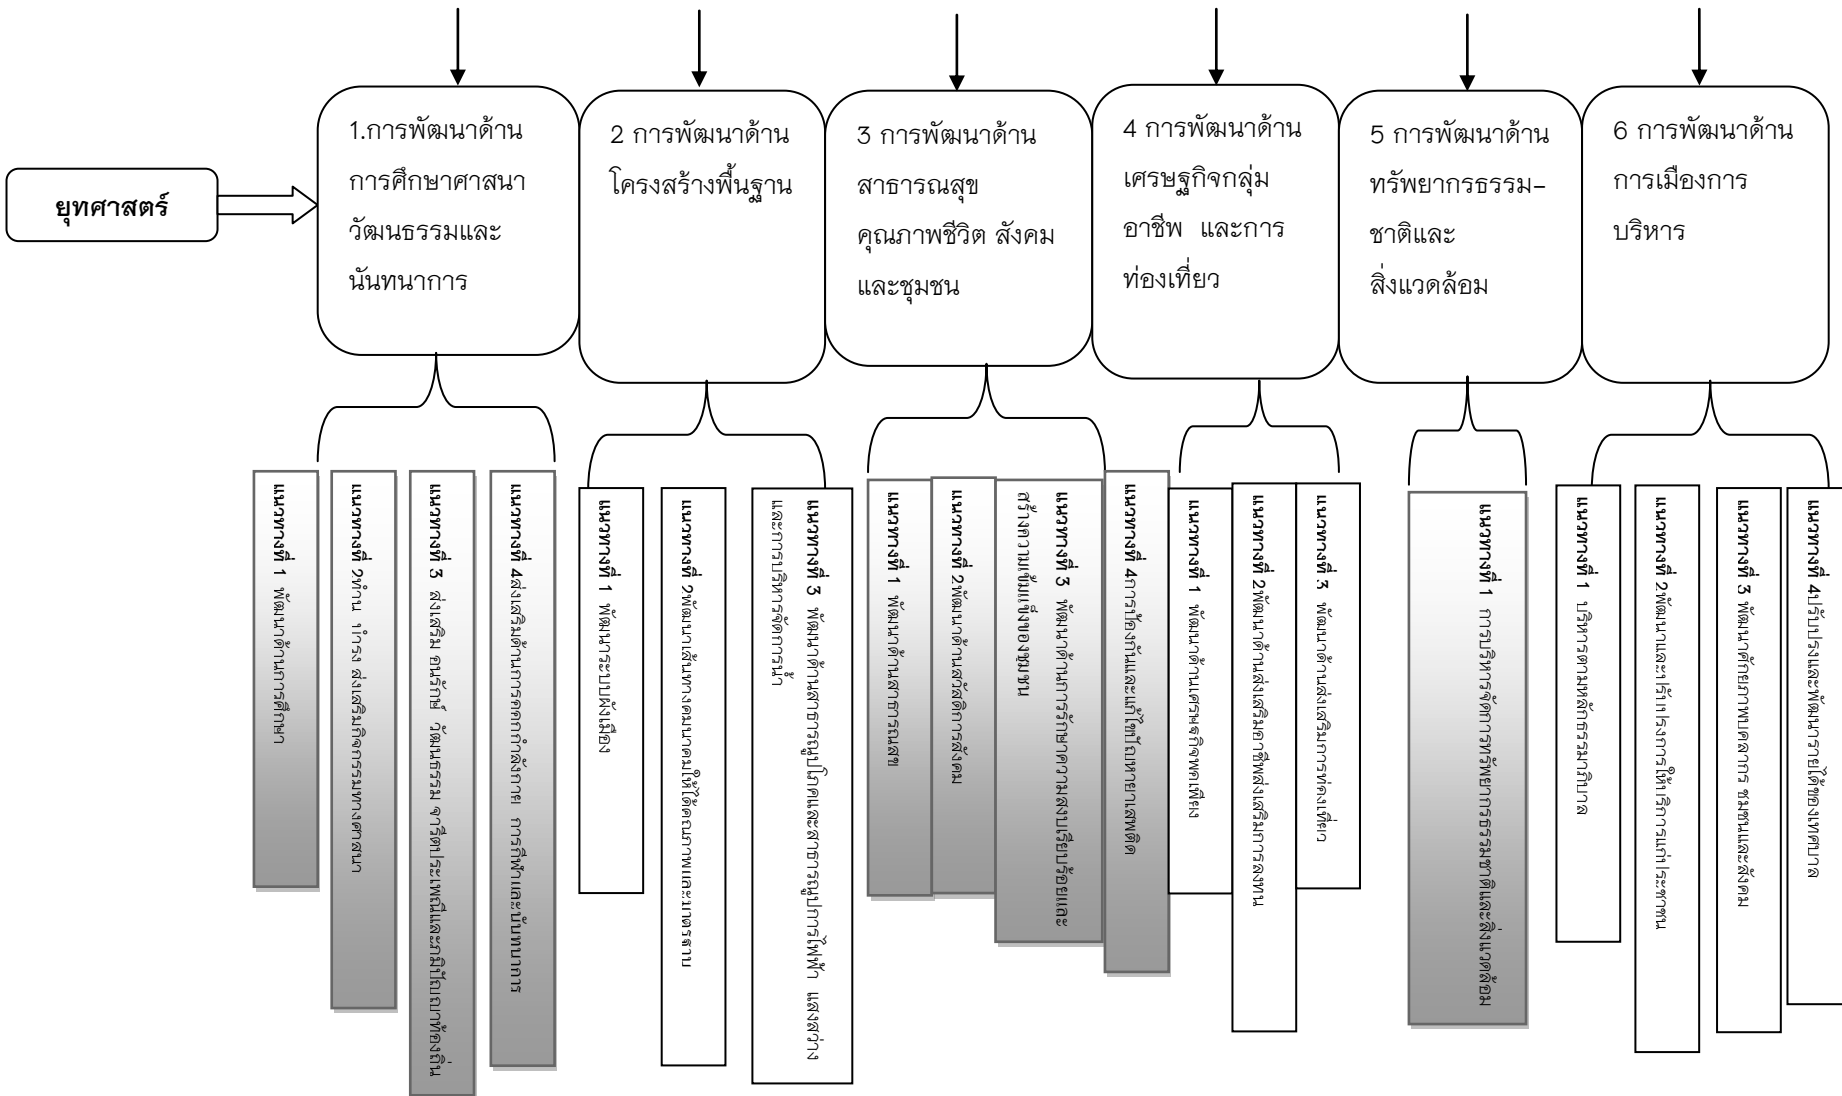 ยุทศาสตร์
1.การพัฒนาด้าน
การศึกษาศาสนา
วัฒนธรรมและ
นันทนาการ
2 การพัฒนาด้าน
โครงสร้างพื้นฐาน
3 การพัฒนาด้าน
สาธารณสุข
คุณภาพชีวิต สังคม
และชุมชน
4 การพัฒนาด้าน
เศรษฐกิจกลุ่ม
อาชีพ และการ
ท่องเที่ยว
5 การพัฒนาด้าน
ทรัพยากรธรรม-
ชาติและ
สิ่งแวดล้อม
6 การพัฒนาด้าน
การเมืองการ
บริหาร
แนวทางที่ 1 พัฒนาด้านการศึกษา
แนวทางที่ 2ทำน บำรง ส่งเสริมกิจกรรมทางศาสนา
แนวทางที่ 3 ส่งเสริม อนรักษ์ วัฒนธรรม จารีตประเพณีและภมิปัญญาท้องถิ่น
แนวทางที่ 4ส่งเสริมด้านการออกกำลังกาย การกีฬาและนันทนาการ
แนวทางที่ 1 พัฒนาระบบผังเมือง
แนวทางที่ 2พัฒนาเส้นทางคมนาคมให้ได้คณภาพและมาตรฐาน
แนวทางที่ 3 พัฒนาด้านสาธารณูปโภคและสาธารณูปการไฟฟ้า แสงสว่าง
และการบริหารจัดการน้ำ
แนวทางที่ 1 พัฒนาด้านสาธารณสข
แนวทางที่ 2พัฒนาด้านสวัสดิการสังคม
แนวทางที่ 3 พัฒนาด้านการรักษาความสงบเรียบร้อยและ
สร้างความเข้มแข็งของชุมชน
แนวทางที่ 4การป้องกันและแก้ไขปัญหายาเสพติด
แนวทางที่ 1 พัฒนาด้านเศรษฐกิจพอเพียง
แนวทางที่ 2พัฒนาด้านส่งเสริมอาชีพส่งเสริมการลงทน
แนวทางที่ 3 พัฒนาด้านส่งเสริมการท่องเที่ยว
แนวทางที่ 1 การบริหารจัดการทรัพยากรธรรมชาติและสิ่งแวดล้อม
แนวทางที่ 1 บริหารตามหลักธรรมาภิบาล
แนวทางที่ 2พัฒนาและปรับปรงการให้บริการแก่ประชาชน
แนวทางที่ 3 พัฒนาศักยภาพบคลากร ชมชนและสังคม
แนวทางที่ 4ปรับปรงและพัฒนารายได้ของเทศบาล